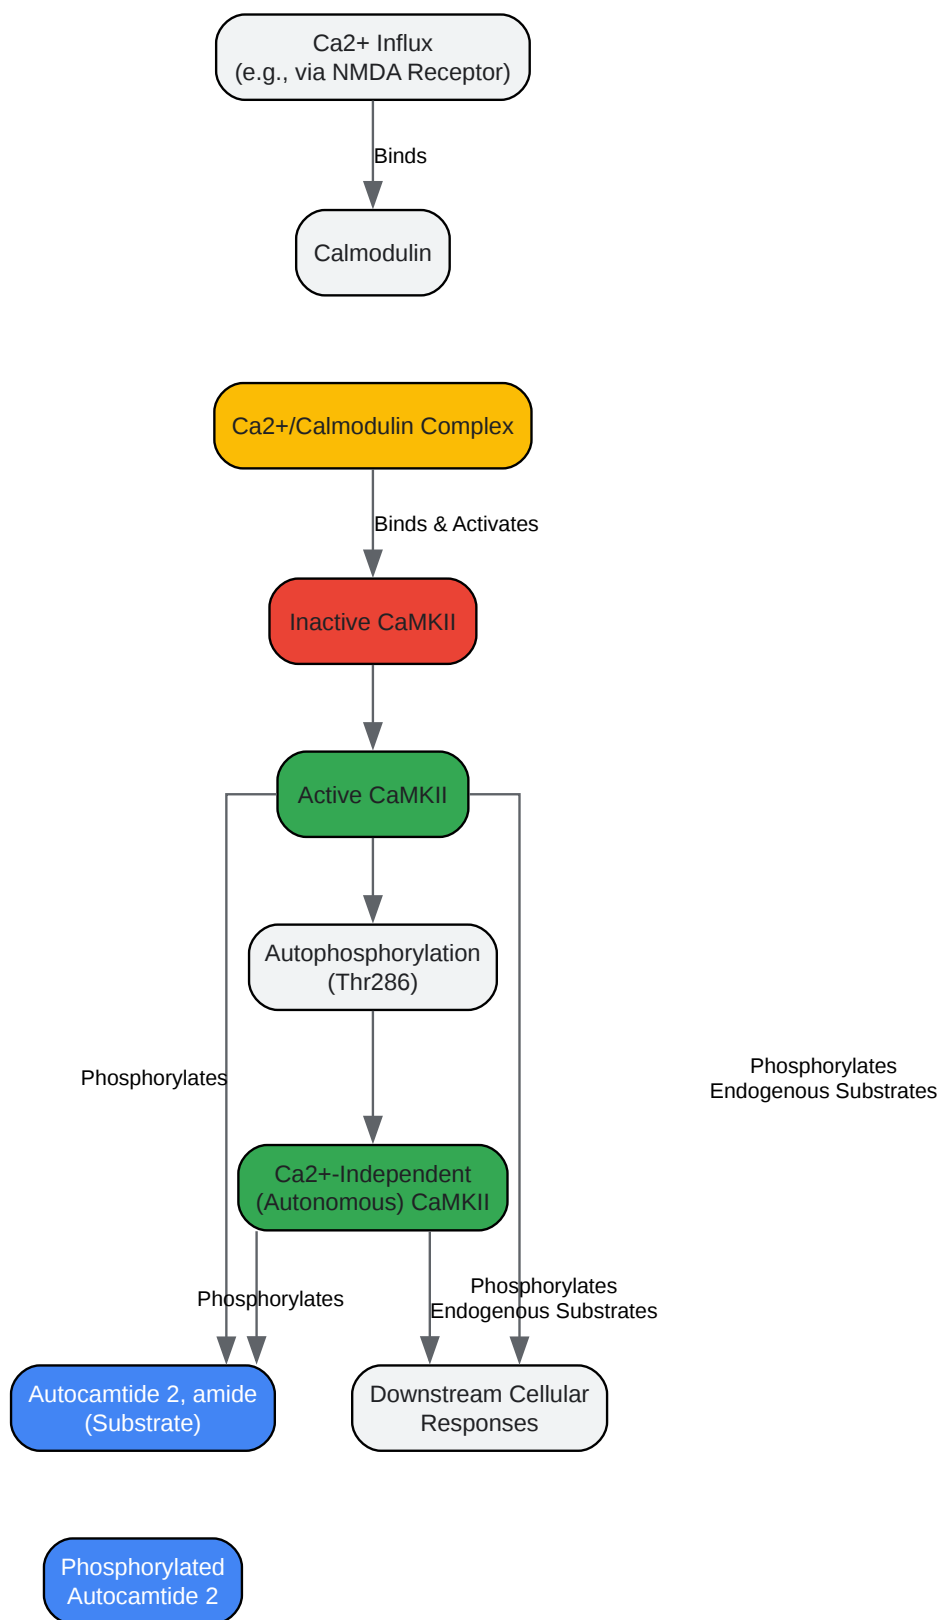 Ca2+ Influx
(e.g., via NMDA Receptor)
Binds
Calmodulin
Ca2+/Calmodulin Complex
Binds & Activates
Inactive CaMKII
Active CaMKII
Autophosphorylation
(Thr286)
Phosphorylates
Phosphorylates
Endogenous Substrates
Ca2+-Independent
(Autonomous) CaMKII
Phosphorylates
Phosphorylates
Endogenous Substrates
Autocamtide 2, amide
(Substrate)
Downstream Cellular
Responses
Phosphorylated
Autocamtide 2